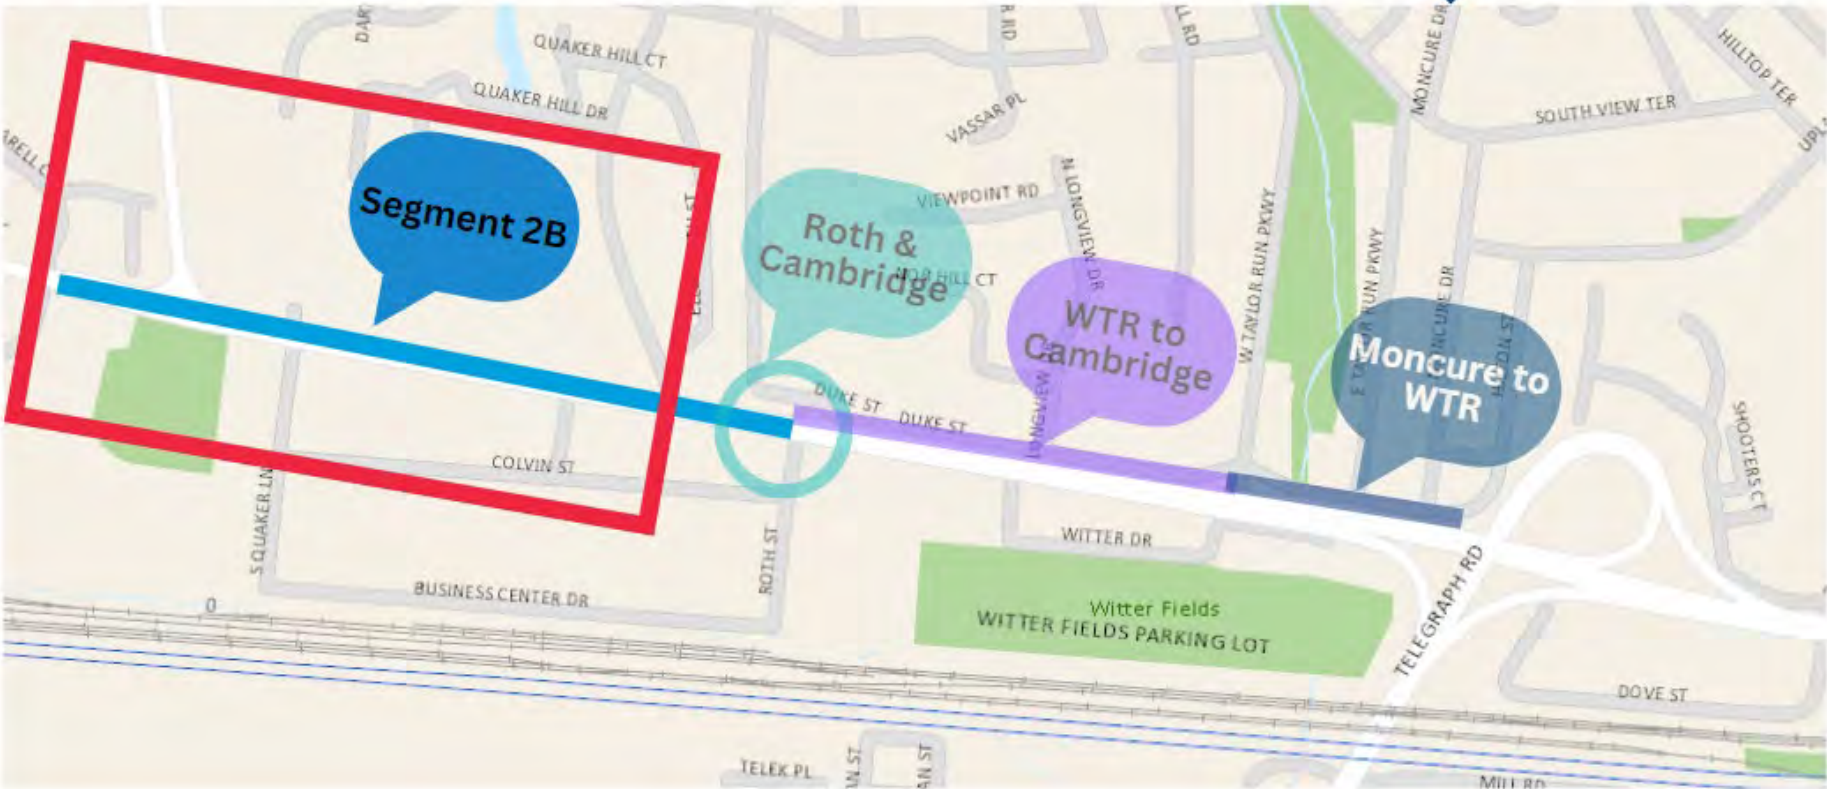 QUAKER HILL CT
QUAKER HILL DR
Segment 2B
Roth &
Cambridge
WTR to
Cambridge
Moncure to
WTR
VASSAR PL
VIEWPOINT RD
N LONGVIEW DR
W TAYLOR RUN PKWY
MONCURE DR
SOUTH VIEW TER
HILLTOP TER
HILL CT
DUKE ST
DUKE ST
COLVIN ST
S QUAKER LN
BUSINESS CENTER DR
ROTH ST
WITTER DR
Witter Fields
WITTER FIELDS PARKING LOT
TELEGRAPH RD
SHOOTERS CT
DOVE ST
TELEK PL
MILL RD
0